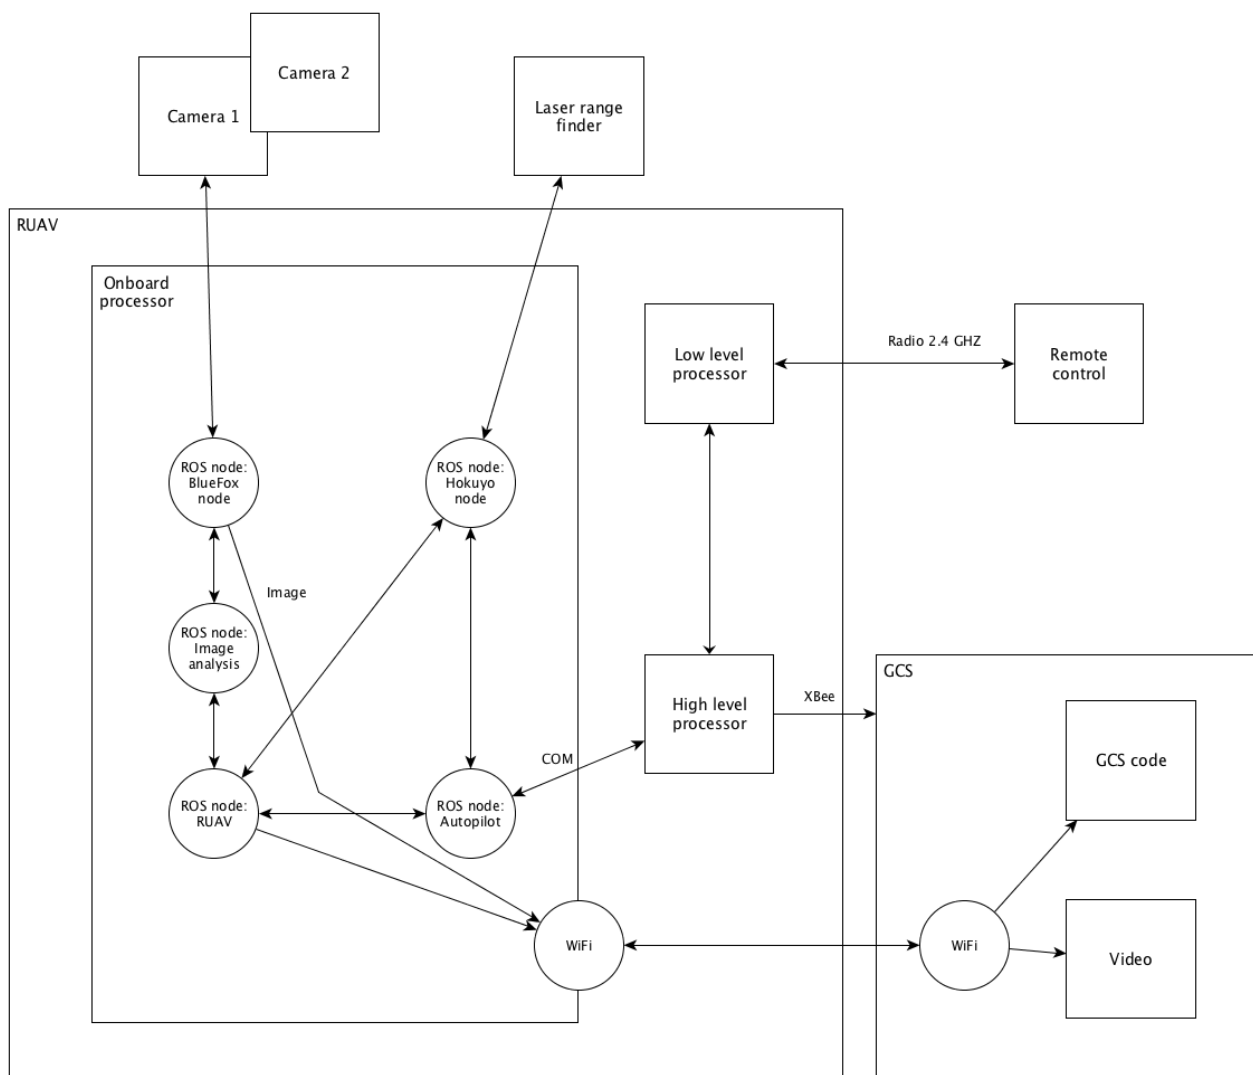 Camera 2
Camera 1
Laser range
finder
RUAV
Onboard
processor
Low level
processor
Radio 2.4 GHZ
Remote
control
ROS node:
BlueFox
node
ROS node:
Hokuyo
node
Image
ROS node:
Image
analysis
High level
processor
XBee
GCS
GCS code
COM
ROS node:
RUAV
ROS node:
Autopilot
WiFi
WiFi
Video